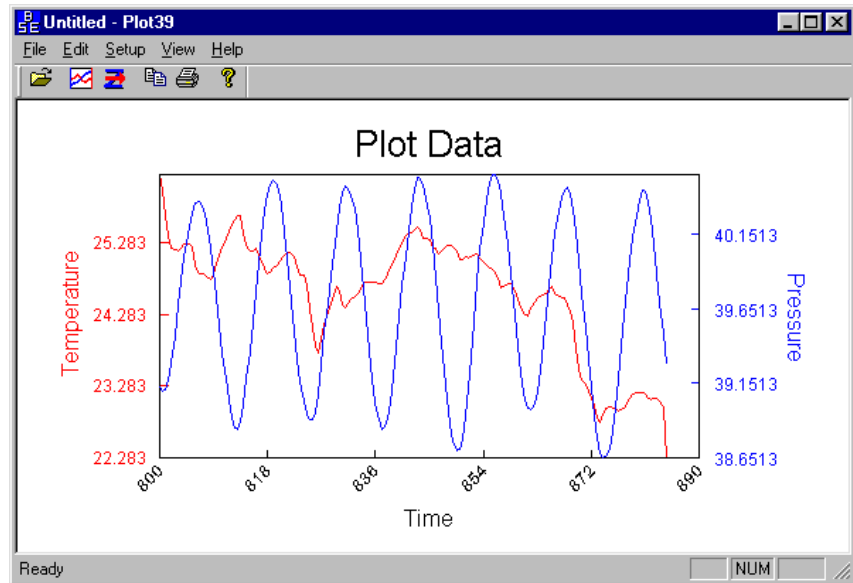 BSE Untitled - Plot39
File Edit Setup View Help
Plot Data
Temperature
25.283
24.283
23.283
22.283
40.1513
39.6513
39.1513
38.6513
Pressure
800 818 836 854 872 890
Time
Ready NUM